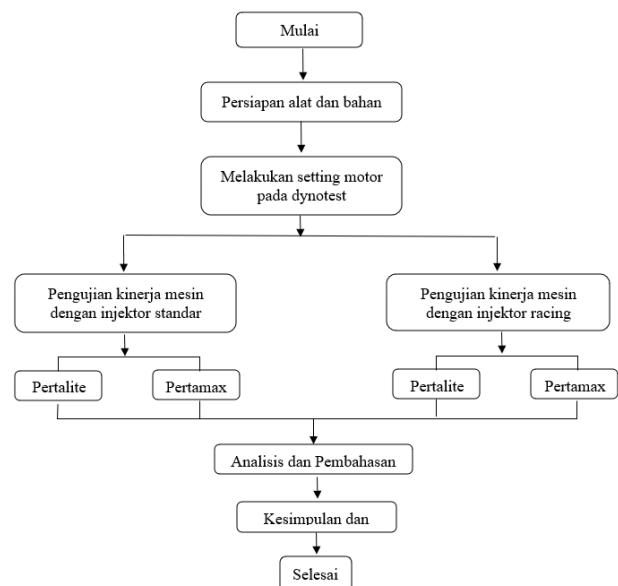 Mulai
Persiapan alat dan bahan
Melakukan setting motor
pada dynotest
Pengujian kinerja mesin
dengan injektor standar
Pengujian kinerja mesin
dengan injektor racing
Pertalite
Pertamax
Pertalite
Pertamax
Analisis dan Pembahasan
Kesimpulan dan
Selesai